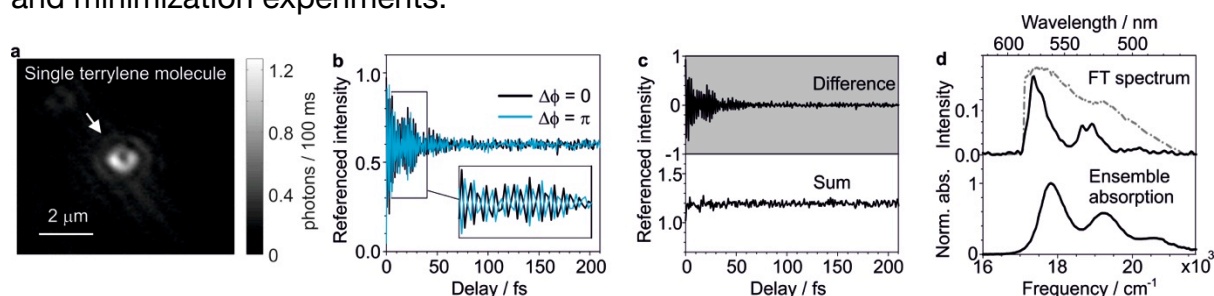 and minimization experiments.
a
Single terrylene molecule
2 μm
1.2
0.8
0.4
0
photons / 100 ms
b
Referenced intensity
1.0
0.5
0.0
Δϕ = 0
Δϕ = π
0 50 100 150 200
Delay / fs
c
Referenced intensity
1
0
-1
1.5
1.0
Difference
Sum
0 50 100 150 200
Delay / fs
d
Wavelength / nm
580 540 500
FT spectrum
Intensity
0.1
0.0
Ensemble
absorption
Norm. abs.
1
0
16 18 20 x10³
Frequency / cm⁻¹